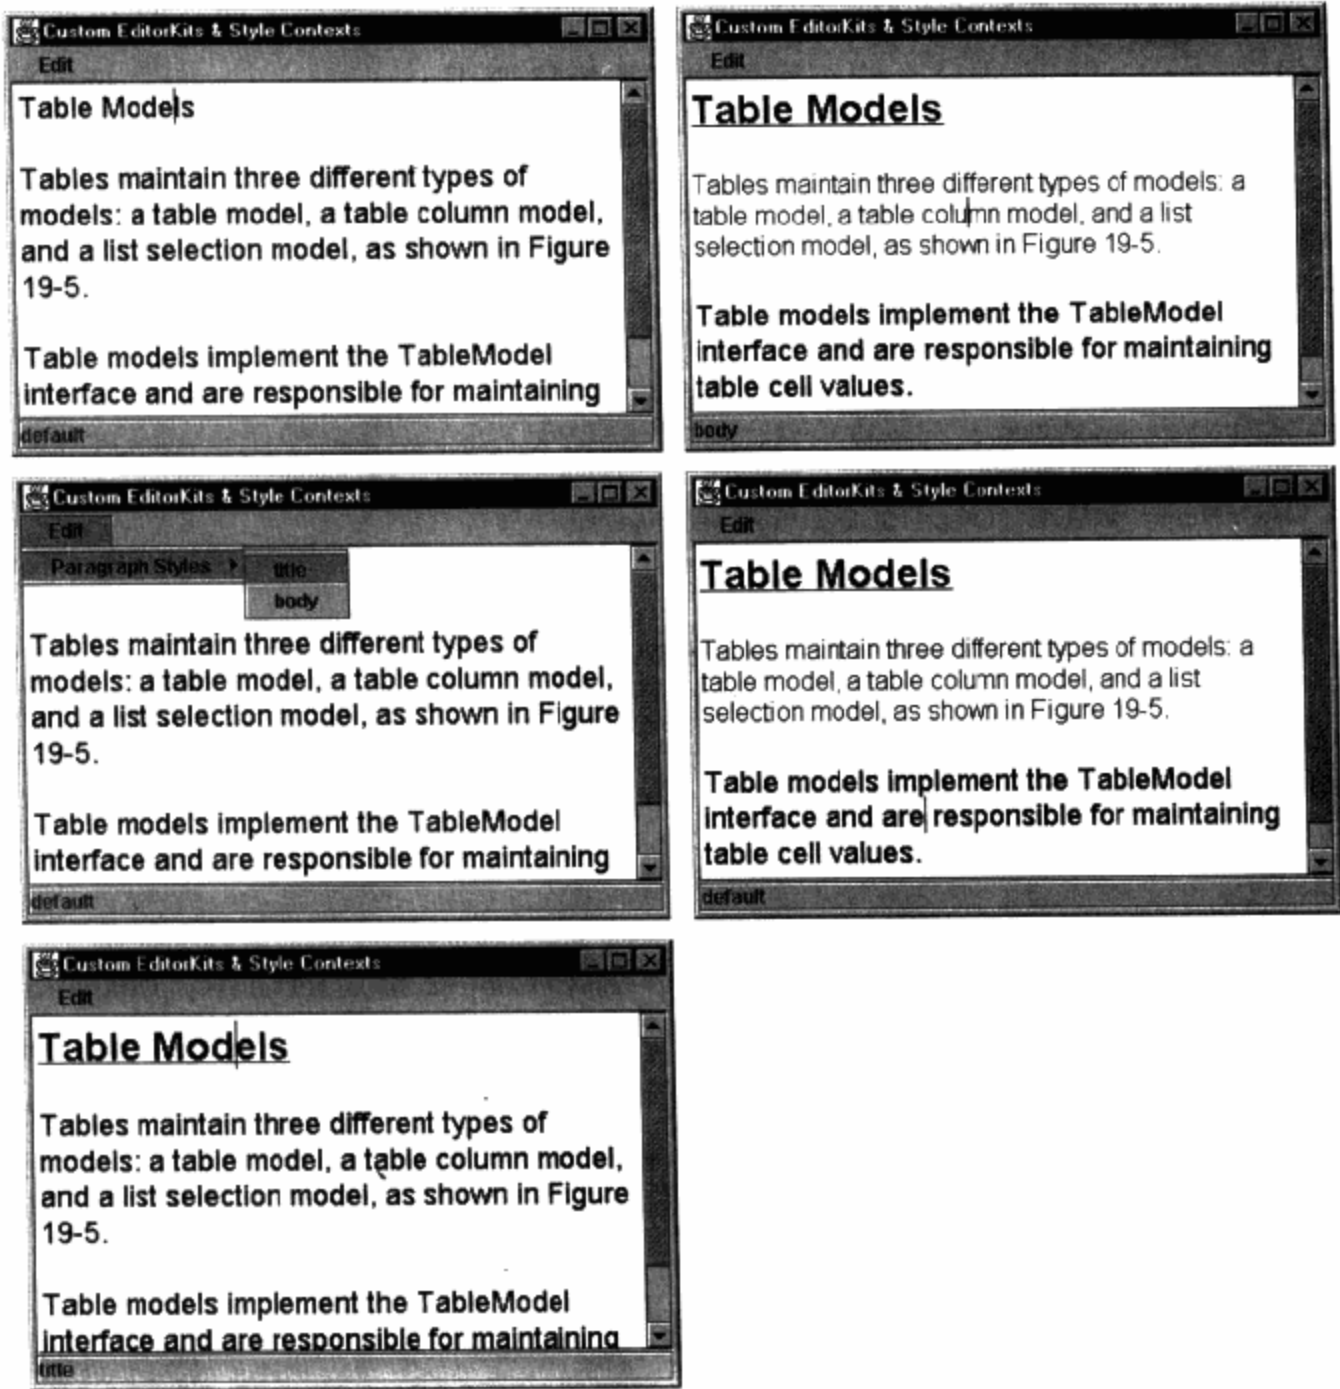 Custom EditorKits & Style Contexts
Edit
Table Models
Tables maintain three different types of
models: a table model, a table column model,
and a list selection model, as shown in Figure
19-5.
Table models implement the TableModel
interface and are responsible for maintaining
default
Custom EditorKits & Style Contexts
Edit
Paragraph Styles
title
body
Tables maintain three different types of
models: a table model, a table column model,
and a list selection model, as shown in Figure
19-5.
Table models implement the TableModel
interface and are responsible for maintaining
default
Custom EditorKits & Style Contexts
Edit
Table Models
Tables maintain three different types of
models: a table model, a table column model,
and a list selection model, as shown in Figure
19-5.
Table models implement the TableModel
interface and are responsible for maintaining
title
Custom EditorKits & Style Contexts
Edit
Table Models
Tables maintain three different types of models: a
table model, a table column model, and a list
selection model, as shown in Figure 19-5.
Table models implement the TableModel
interface and are responsible for maintaining
table cell values.
body
Custom EditorKits & Style Contexts
Edit
Table Models
Tables maintain three different types of models: a
table model, a table column model, and a list
selection model, as shown in Figure 19-5.
Table models implement the TableModel
interface and are responsible for maintaining
table cell values.
default